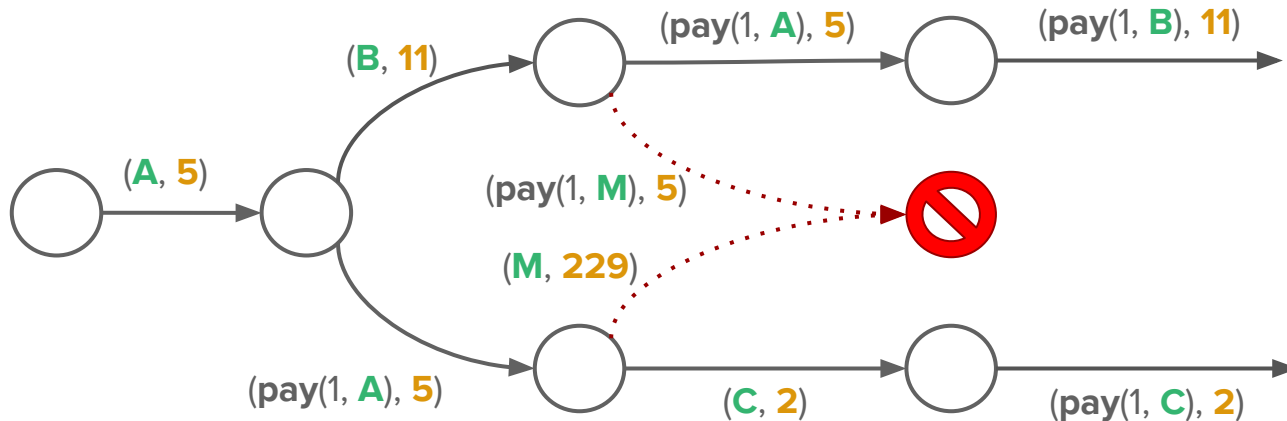 (pay(1, A), 5)
(pay(1, B), 11)
(B, 11)
(A, 5)
(pay(1, M), 5)
(M, 229)
(pay(1, A), 5)
(C, 2)
(pay(1, C), 2)